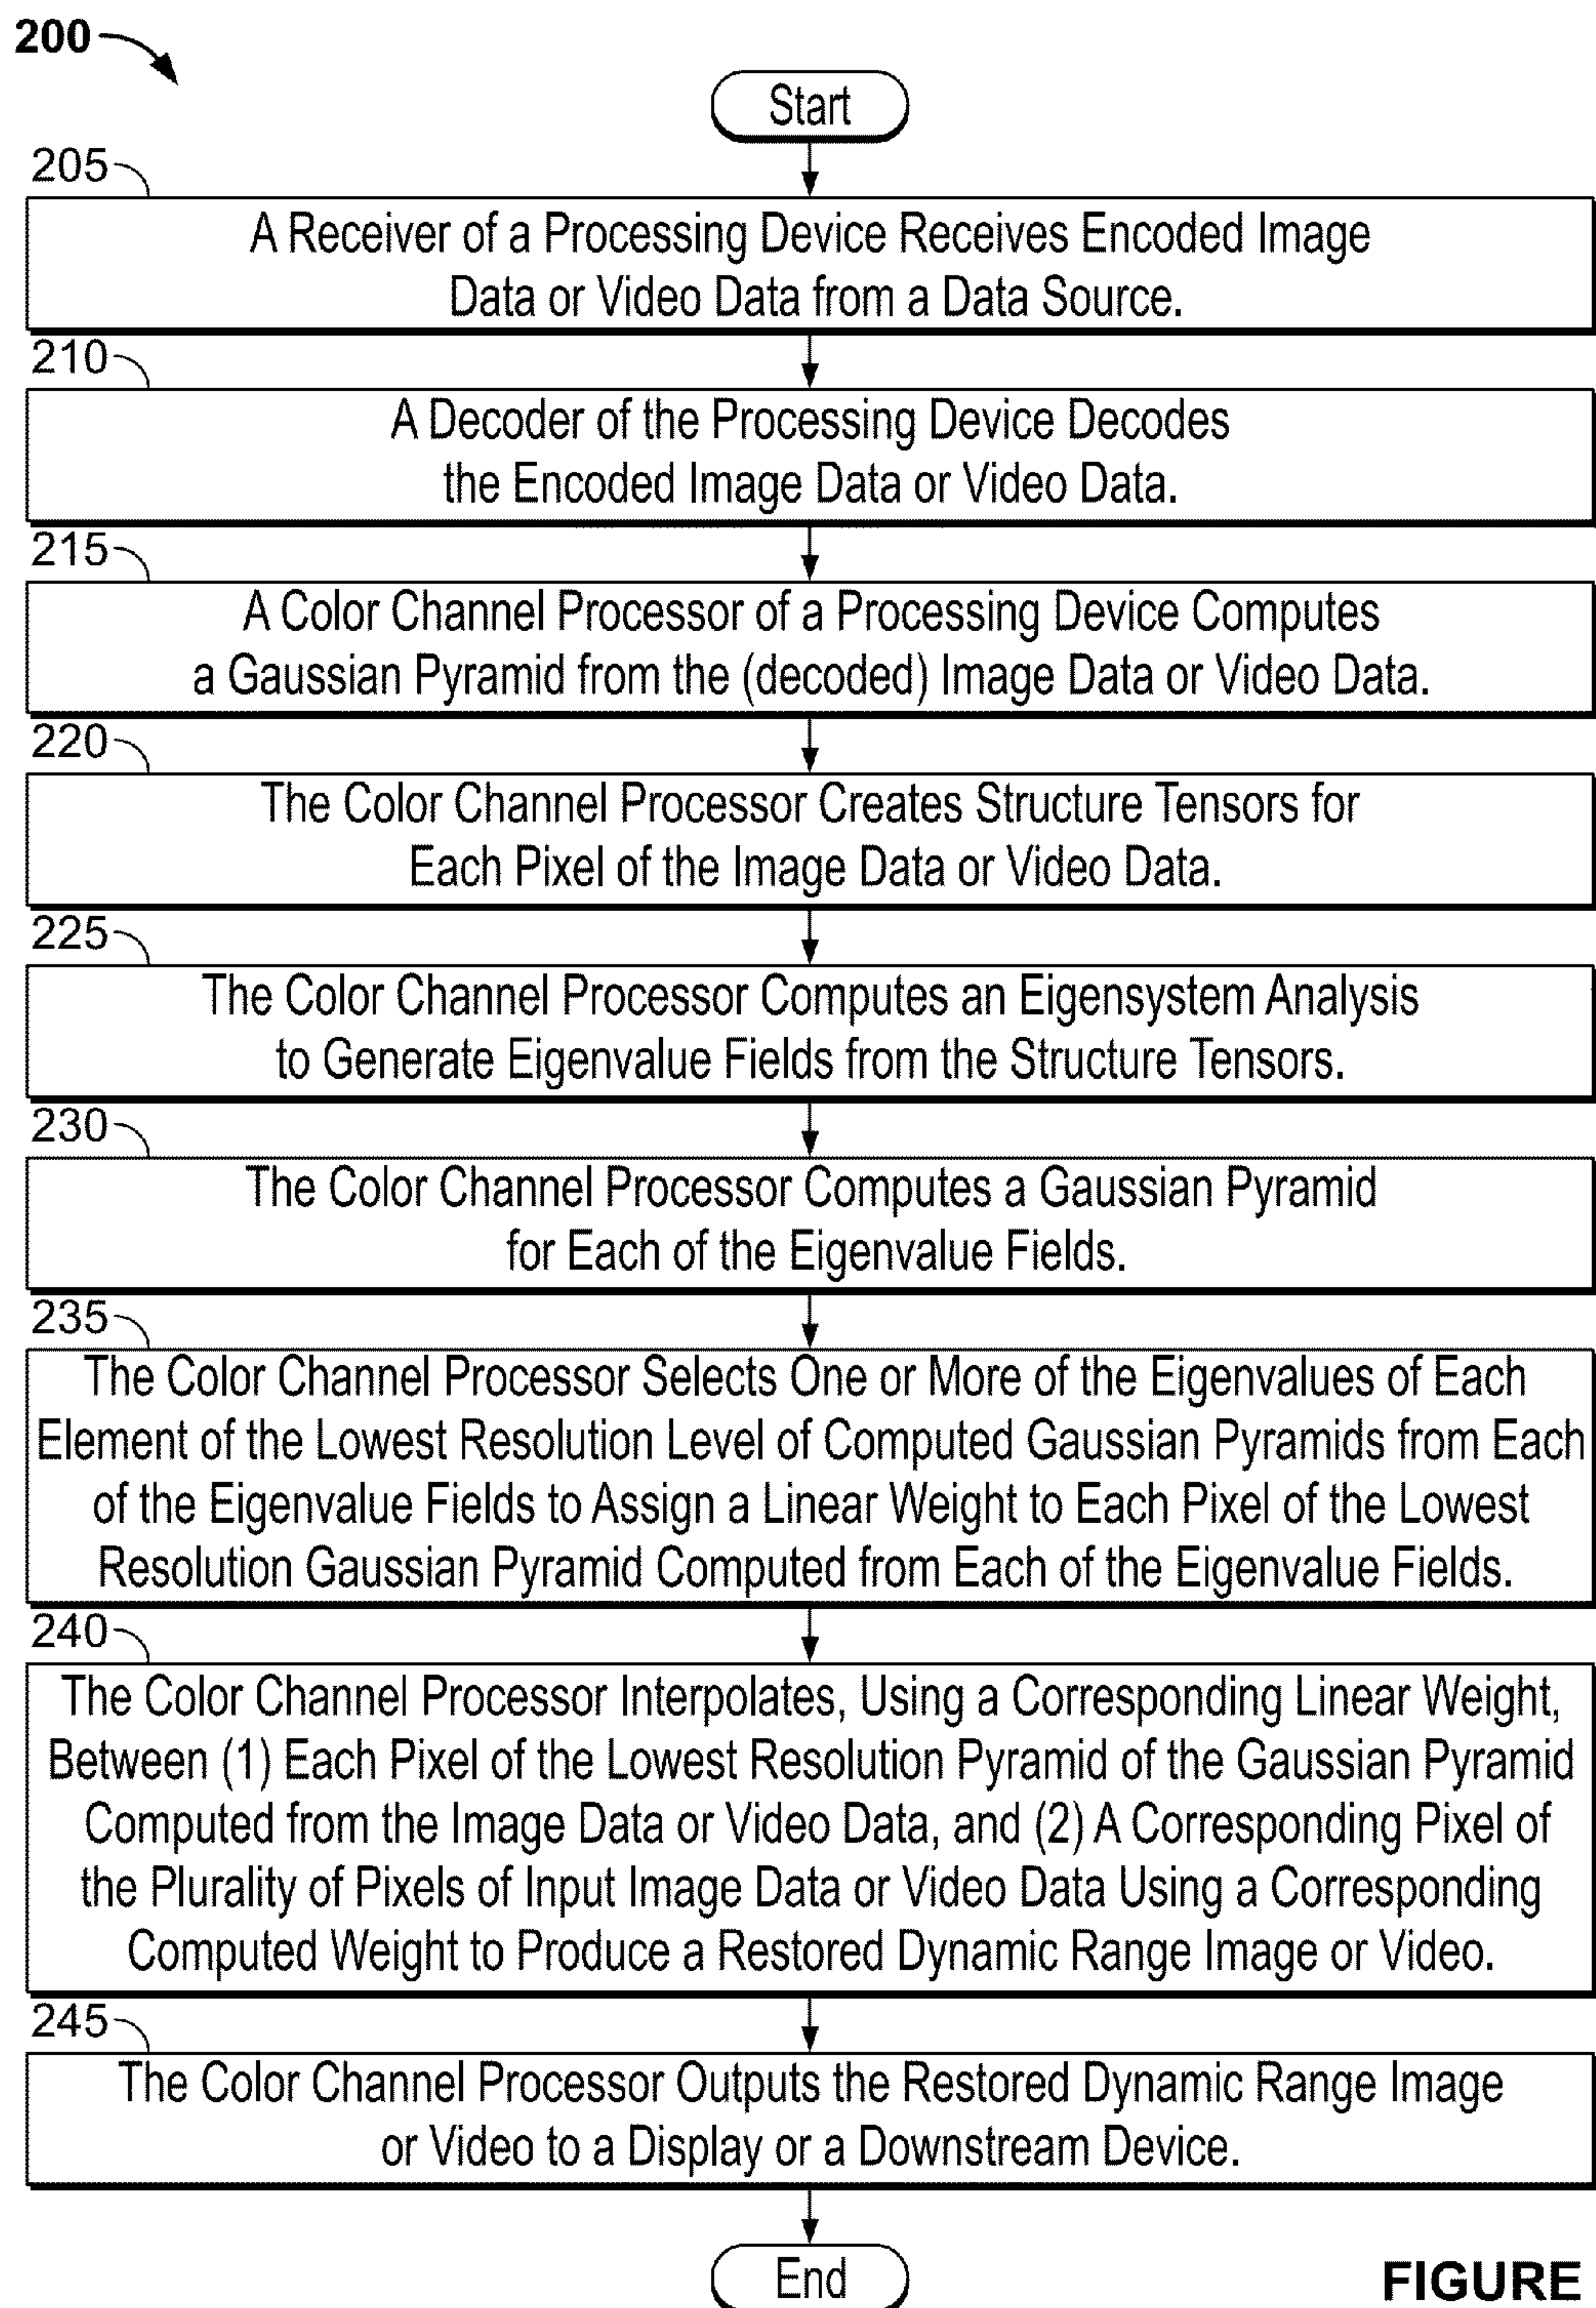 200
Start
205
A Receiver of a Processing Device Receives Encoded Image
Data or Video Data from a Data Source.
210
A Decoder of the Processing Device Decodes
the Encoded Image Data or Video Data.
215
A Color Channel Processor of a Processing Device Computes
a Gaussian Pyramid from the (decoded) Image Data or Video Data.
220
The Color Channel Processor Creates Structure Tensors for
Each Pixel of the Image Data or Video Data.
225
The Color Channel Processor Computes an Eigensystem Analysis
to Generate Eigenvalue Fields from the Structure Tensors.
230
The Color Channel Processor Computes a Gaussian Pyramid
for Each of the Eigenvalue Fields.
235
The Color Channel Processor Selects One or More of the Eigenvalues of Each
Element of the Lowest Resolution Level of Computed Gaussian Pyramids from Each
of the Eigenvalue Fields to Assign a Linear Weight to Each Pixel of the Lowest
Resolution Gaussian Pyramid Computed from Each of the Eigenvalue Fields.
240
The Color Channel Processor Interpolates, Using a Corresponding Linear Weight,
Between (1) Each Pixel of the Lowest Resolution Pyramid of the Gaussian Pyramid
Computed from the Image Data or Video Data, and (2) A Corresponding Pixel of
the Plurality of Pixels of Input Image Data or Video Data Using a Corresponding
Computed Weight to Produce a Restored Dynamic Range Image or Video.
245
The Color Channel Processor Outputs the Restored Dynamic Range Image
or Video to a Display or a Downstream Device.
End
FIGURE